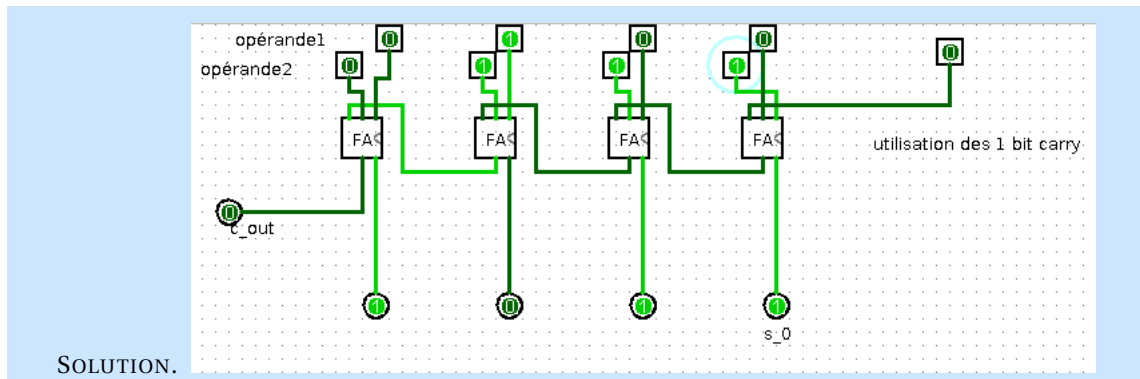 opérande1 0 1 0 0
opérande2 0 1 1 1 0
FA FA FA FA
utilisation des 1 bit carry
0
c_out
1 0 1 1
s_0
SOLUTION.